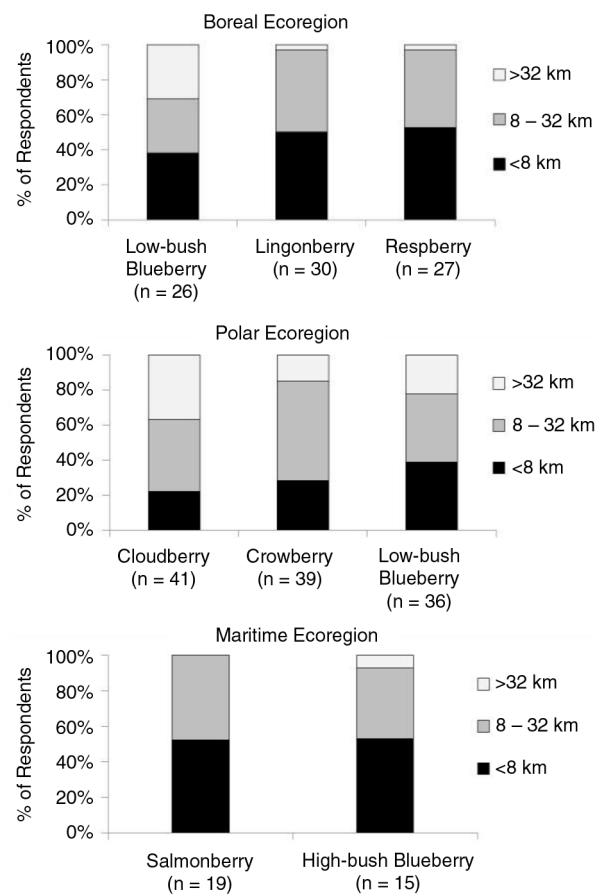 Boreal Ecoregion
% of Respondents
100%
80%
60%
40%
20%
0%
>32 km
8 – 32 km
<8 km
Low-bush
Blueberry
(n = 26)
Lingonberry
(n = 30)
Respberry
(n = 27)
Polar Ecoregion
% of Respondents
100%
80%
60%
40%
20%
0%
>32 km
8 – 32 km
<8 km
Cloudberry
(n = 41)
Crowberry
(n = 39)
Low-bush
Blueberry
(n = 36)
Maritime Ecoregion
% of Respondents
100%
80%
60%
40%
20%
0%
>32 km
8 – 32 km
<8 km
Salmonberry
(n = 19)
High-bush Blueberry
(n = 15)